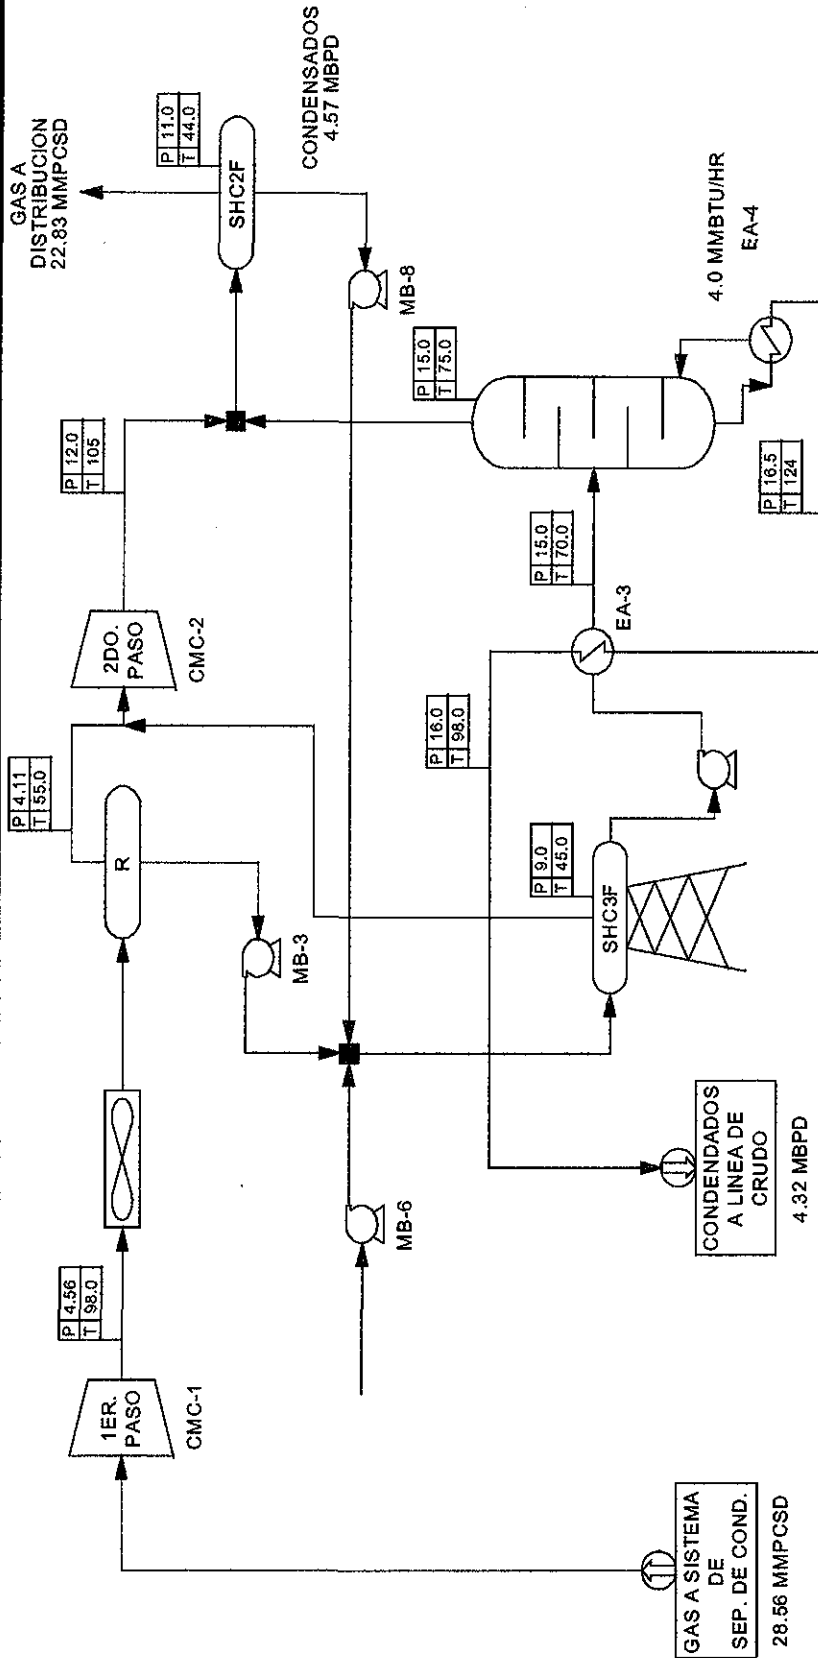 GAS A
DISTRIBUCION
22.83 MMPCSD
P 11.0
T 44.0
SHC2F
CONDENSADOS
4.57 MBPD
MB-8
P 12.0
T 105
2DO.
PASO
CMC-2
P 4.11
T 55.0
R
MB-3
P 4.56
T 98.0
1ER.
PASO
CMC-1
MB-6
P 15.0
T 75.0
4.0 MMBTU/HR
EA-4
P 16.5
T 124
P 15.0
T 70.0
EA-3
P 16.0
T 98.0
P 9.0
T 45.0
SHC3F
CONDENDADOS
A LINEA DE
CRUDO
4.32 MBPD
GAS A SISTEMA
DE
SEP. DE COND.
28.56 MMPCSD